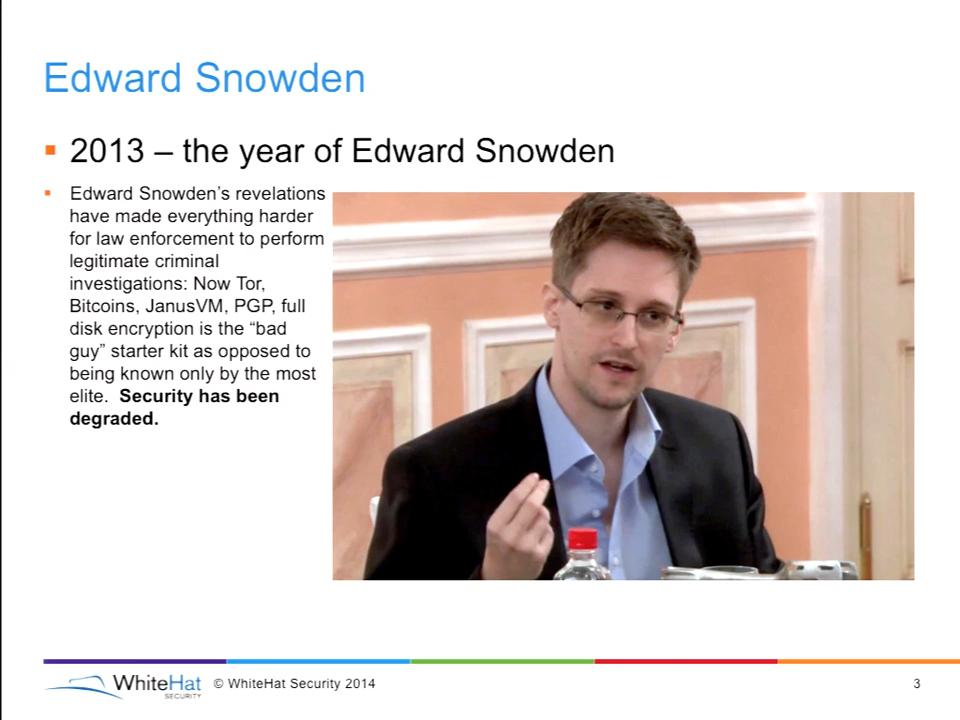 Edward Snowden
▪ 2013 – the year of Edward Snowden
▪ Edward Snowden’s revelations
have made everything harder
for law enforcement to perform
legitimate criminal
investigations: Now Tor,
Bitcoins, JanusVM, PGP, full
disk encryption is the “bad
guy” starter kit as opposed to
being known only by the most
elite.  Security has been
degraded.
WhiteHat
SECURITY
© WhiteHat Security 2014
3